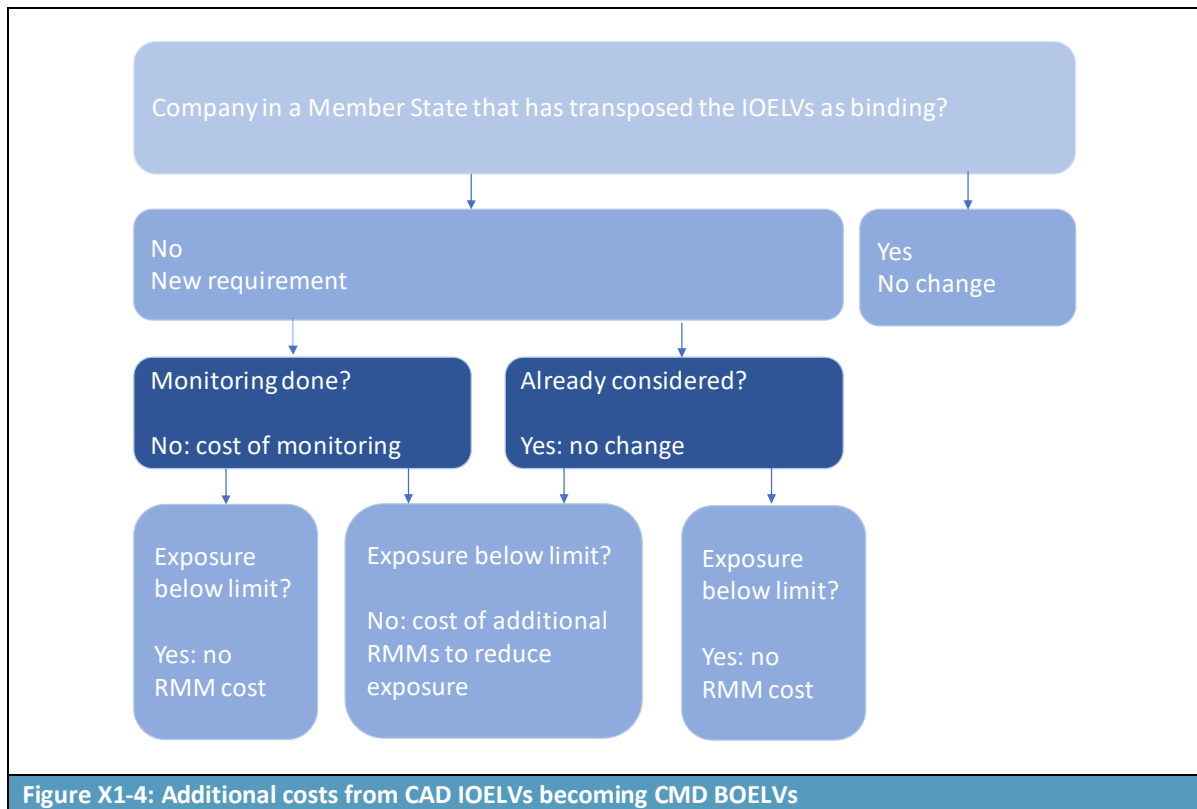 Company in a Member State that has transposed the IOELVs as binding?
No
New requirement
Yes
No change
Monitoring done?
No: cost of monitoring
Already considered?
Yes: no change
Exposure
below limit?
Yes: no
RMM cost
Exposure below limit?
No: cost of additional
RMMs to reduce
exposure
Exposure
below limit?
Yes: no
RMM cost
Figure X1-4: Additional costs from CAD IOELVs becoming CMD BOELVs